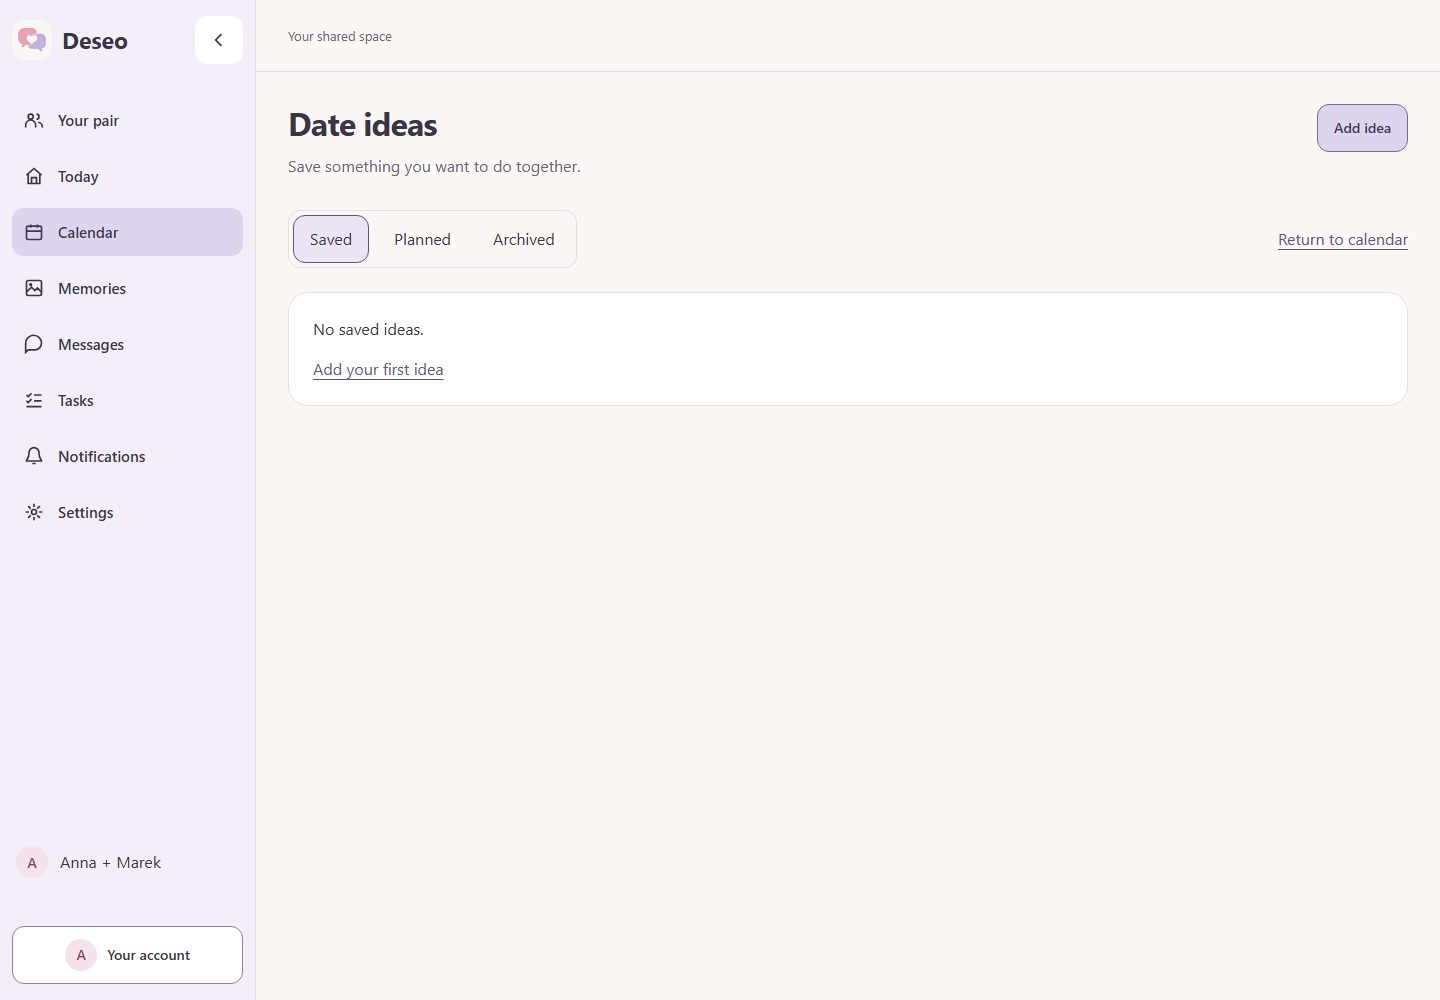 Deseo
Your pair
Today
Calendar
Memories
Messages
Tasks
Notifications
Settings
A
Anna + Marek
A
Your account
Your shared space
Date ideas
Save something you want to do together.
Add idea
Saved
Planned
Archived
Return to calendar
No saved ideas.
Add your first idea